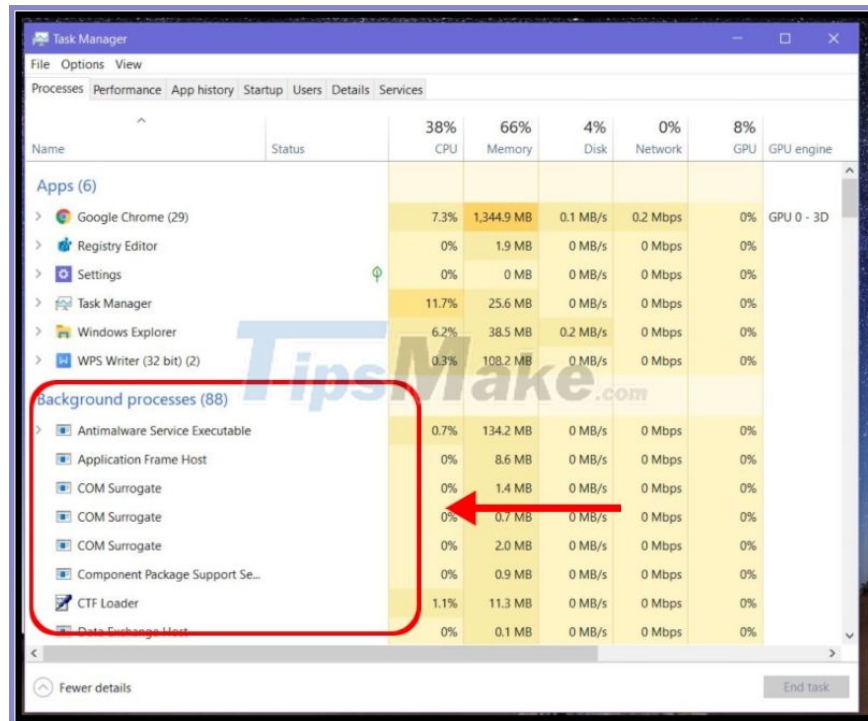 Task Manager
File Options View
Processes Performance App history Startup Users Details Services
38% 66% 4% 0% 8%
Name Status CPU Memory Disk Network GPU GPU engine
Apps (6)
Google Chrome (29) 7.3% 1,344.9 MB 0.1 MB/s 0.2 Mbps 0% GPU 0 - 3D
Registry Editor 0% 1.9 MB 0 MB/s 0 Mbps 0%
Settings 0% 0 MB 0 MB/s 0 Mbps 0%
Task Manager 11.7% 25.6 MB 0 MB/s 0 Mbps 0%
Windows Explorer 6.2% 38.5 MB 0.2 MB/s 0 Mbps 0%
WPS Writer (32 bit) (2) 0.3% 108.2 MB 0 MB/s 0 Mbps 0%
TipsMake.com
Background processes (88)
Antimalware Service Executable 0.7% 134.2 MB 0 MB/s 0 Mbps 0%
Application Frame Host 0% 8.6 MB 0 MB/s 0 Mbps 0%
COM Surrogate 0% 1.4 MB 0 MB/s 0 Mbps 0%
COM Surrogate 0% 0.7 MB 0 MB/s 0 Mbps 0%
COM Surrogate 0% 2.0 MB 0 MB/s 0 Mbps 0%
Component Package Support Se... 0% 0.9 MB 0 MB/s 0 Mbps 0%
CTF Loader 1.1% 11.3 MB 0 MB/s 0 Mbps 0%
Data Exchange Host 0% 0.1 MB 0 MB/s 0 Mbps 0%
Fewer details End task